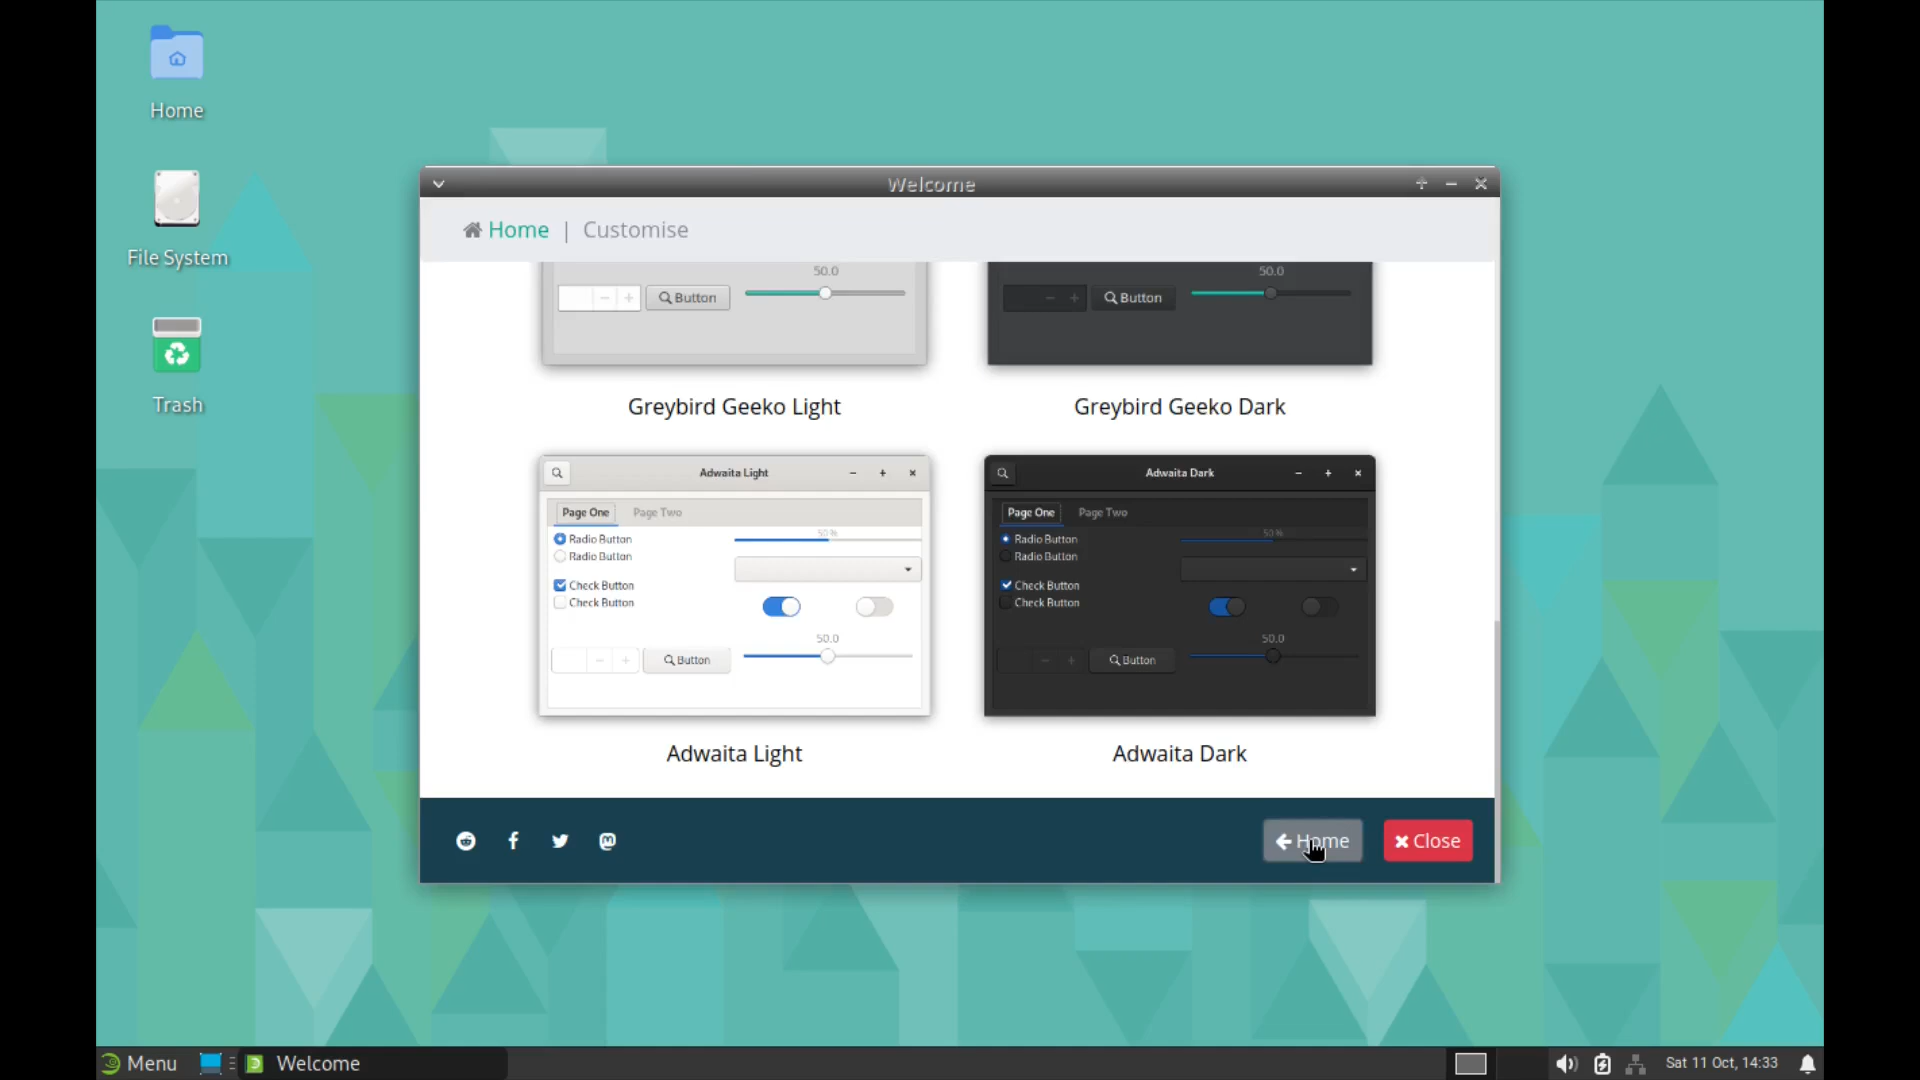 Home
File System
Trash
Welcome
Home | Customise
50.0
Button
50.0
Button
Greybird Geeko Light
Greybird Geeko Dark
Adwaita Light
Page One Page Two
Radio Button
50 %
Radio Button
Check Button
Check Button
50.0
Button
Adwaita Dark
Page One Page Two
Radio Button
50 %
Radio Button
Check Button
Check Button
50.0
Button
Adwaita Light
Adwaita Dark
Home
Close
Menu
Welcome
Sat 11 Oct, 14:33